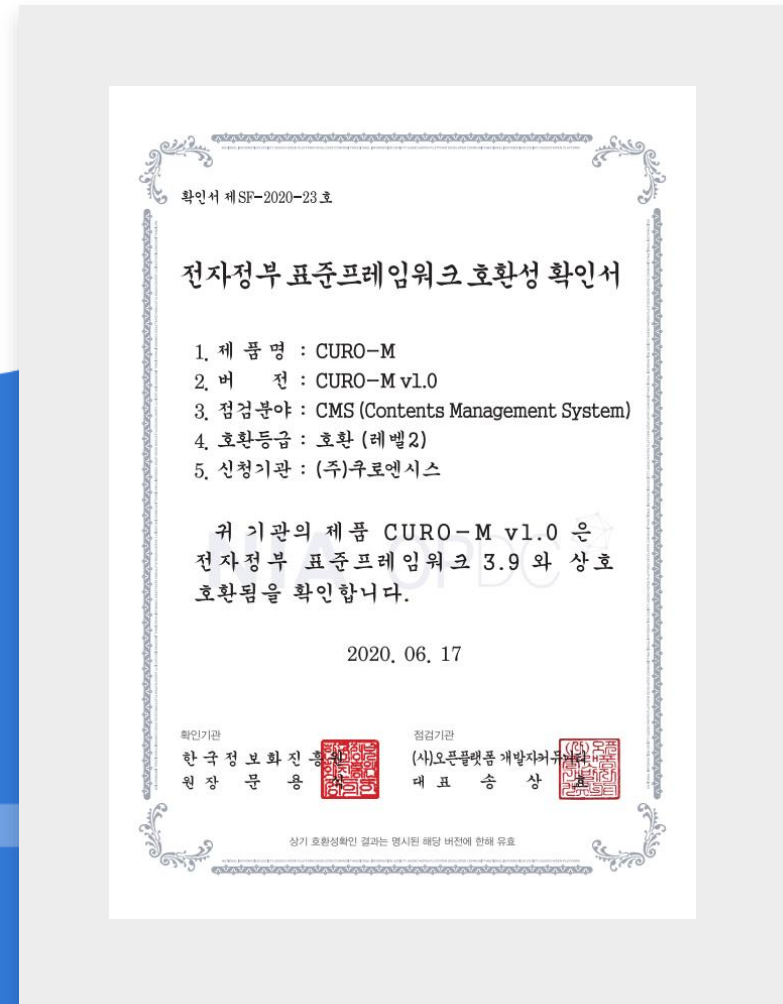 확인서 제SF-2020-23호
전자정부 표준프레임워크 호환성 확인서
1. 제 품 명 : CURO-M
2. 버 전 : CURO-M v1.0
3. 점검분야 : CMS (Contents Management System)
4. 호환등급 : 호환 (레벨2)
5. 신청기관 : (주)쿠로엔시스
NIA OPDC
귀 기관의 제품 CURO-M v1.0 은
전자정부 표준프레임워크 3.9 와 상호
호환됨을 확인합니다.
2020. 06. 17
확인기관
한국정보화진흥원
원장 문 용
점검기관
(사)오픈플랫폼 개발자커뮤니티
대표 송 상
상기 호환성확인 결과는 명시된 해당 버전에 한해 유효